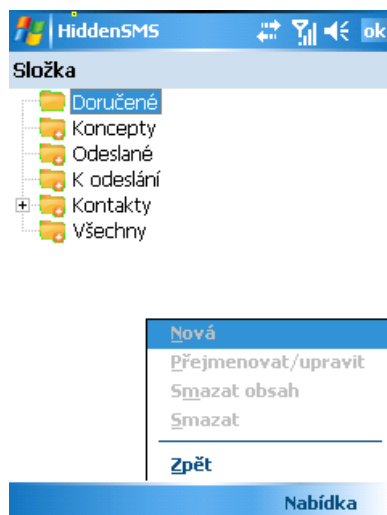 HiddenSMS ok
Složka
Doručené
Koncepty
Odeslané
K odeslání
Kontakty
Všechny
Nová
Přejmenovat/upravit
Smazat obsah
Smazat
Zpět
Nabídka